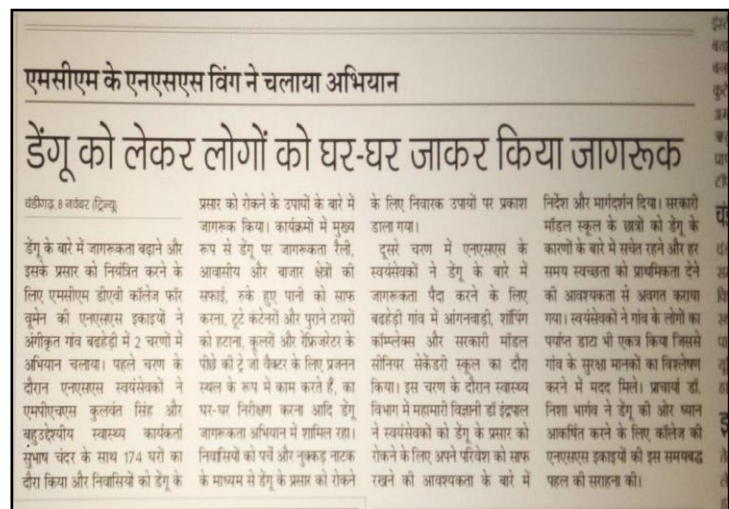 एमसीएम के एनएसएस विंग ने चलाया अभियान
डेंगू को लेकर लोगों को घर-घर जाकर किया जागरूक
चंडीगढ़, 8 नवंबर (ट्रिन्यू)
डेंगू के बारे में जागरूकता बढ़ाने और
इसके प्रसार को नियंत्रित करने के
लिए एमसीएम डीएवी कॉलेज फॉर
वूमेन की एनएसएस इकाइयों ने
अंगीकृत गांव बडहेड़ी में 2 चरणों में
अभियान चलाया। पहले चरण के
दौरान एनएसएस स्वयंसेवकों ने
एमपीएचएस कुलवंत सिंह और
बहुउद्देश्यीय स्वास्थ्य कार्यकर्ता
सुभाष चंदर के साथ 174 घरों का
दौरा किया और निवासियों को डेंगू के
प्रसार को रोकने के उपायों के बारे में
जागरूक किया। कार्यक्रमों में मुख्य
रूप से डेंगू पर जागरूकता रैली,
आवासीय और बाजार क्षेत्रों की
सफाई, रुके हुए पानी को साफ
करना, टूटे कंटेनरों और पुराने टायरों
को हटाना, कूलरों और रेफ्रिजरेटर के
पीछे की ट्रे जो वैक्टर के लिए प्रजनन
स्थल के रूप में काम करते हैं, का
घर-घर निरीक्षण करना आदि डेंगू
जागरूकता अभियान में शामिल रहा।
निवासियों को पर्चे और नुक्कड़ नाटक
के माध्यम से डेंगू के प्रसार को रोकने
के लिए निवारक उपायों पर प्रकाश
डाला गया।
दूसरे चरण में एनएसएस के
स्वयंसेवकों ने डेंगू के बारे में
जागरूकता पैदा करने के लिए
बडहेड़ी गांव में आंगनवाड़ी, शॉपिंग
कॉम्प्लेक्स और सरकारी मॉडल
सीनियर सेकेंडरी स्कूल का दौरा
किया। इस चरण के दौरान स्वास्थ्य
विभाग में महामारी विज्ञानी डॉ इंद्रपाल
ने स्वयंसेवकों को डेंगू के प्रसार को
रोकने के लिए अपने परिवेश को साफ
रखने की आवश्यकता के बारे में
निर्देश और मार्गदर्शन दिया। सरकारी
मॉडल स्कूल के छात्रों को डेंगू के
कारणों के बारे में सचेत रहने और हर
समय स्वच्छता को प्राथमिकता देने
की आवश्यकता से अवगत कराया
गया। स्वयंसेवकों ने गांव के लोगों का
पर्याप्त डाटा भी एकत्र किया जिससे
गांव के सुरक्षा मानकों का विश्लेषण
करने में मदद मिले। प्राचार्या डॉ.
निशा भार्गव ने डेंगू की ओर ध्यान
आकर्षित करने के लिए कॉलेज की
एनएसएस इकाइयों की इस समयबद्ध
पहल की सराहना की।